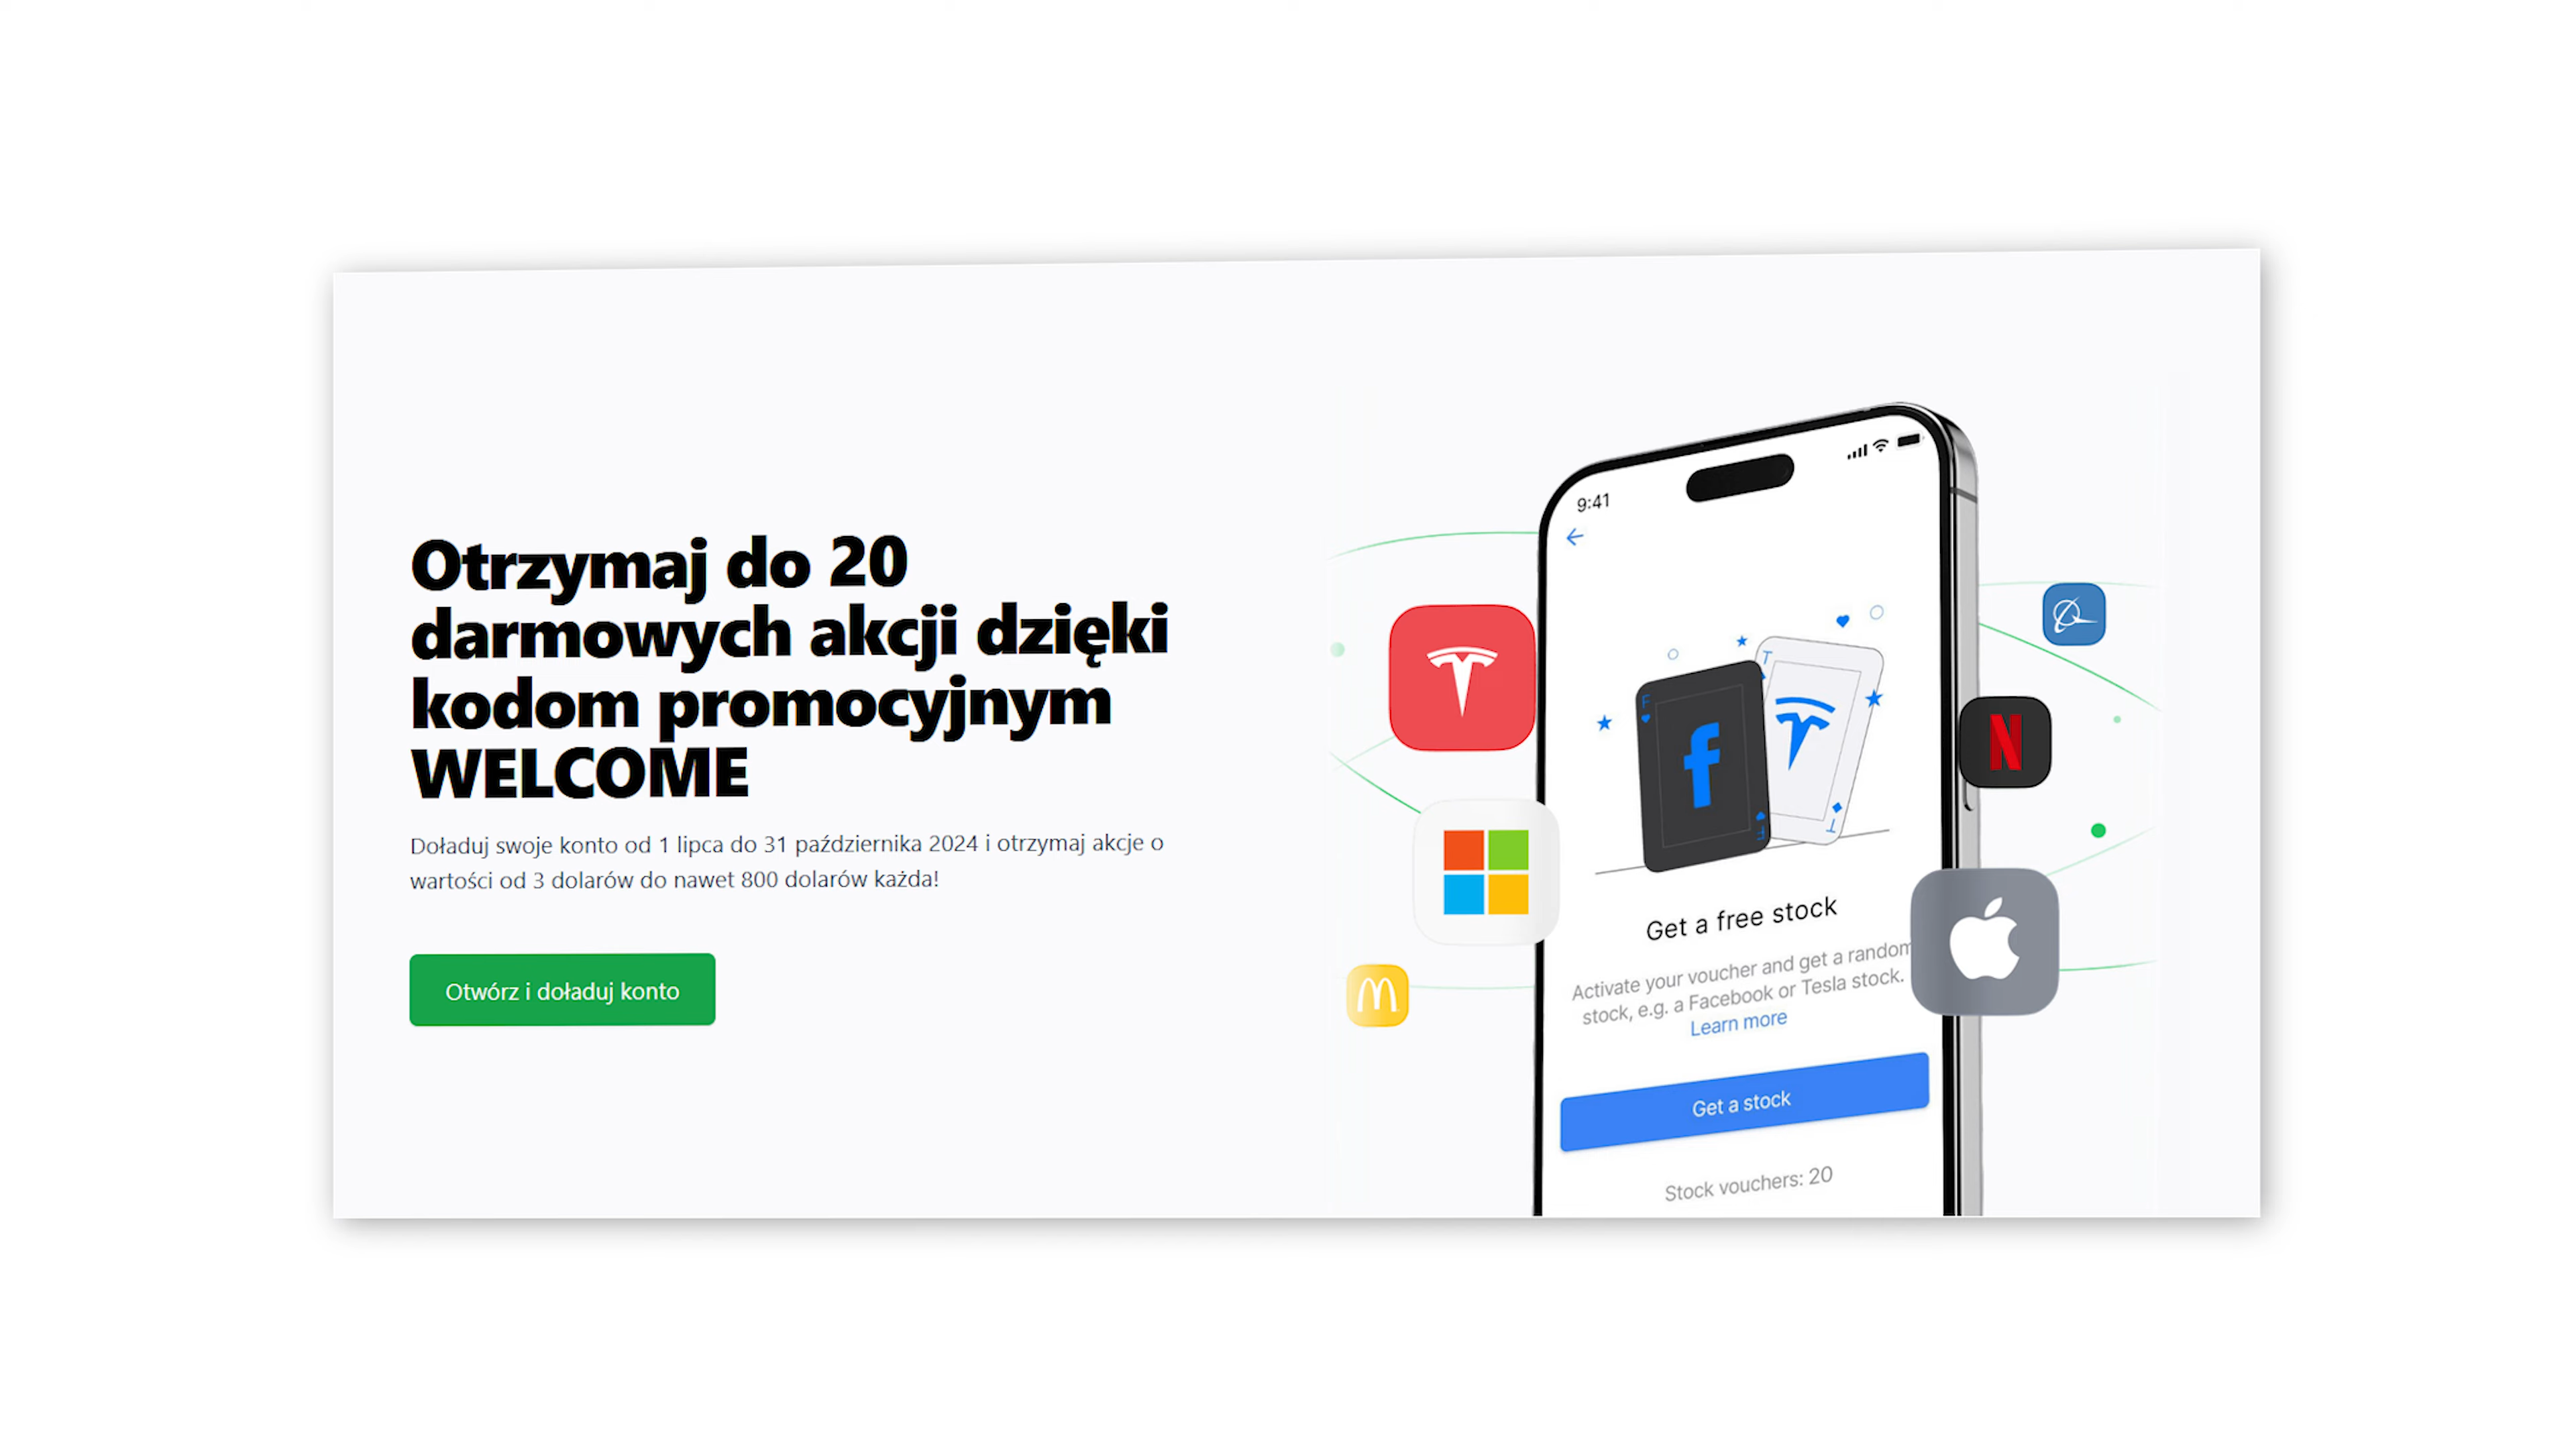 Otrzymaj do 20
darmowych akcji dzięki
kodom promocyjnym
WELCOME
Doładuj swoje konto od 1 lipca do 31 października 2024 i otrzymaj akcje o
wartości od 3 dolarów do nawet 800 dolarów każda!
Otwórz i doładuj konto
9:41
F
f
F
T
T
N
Get a free stock
Activate your voucher and get a random
stock, e.g. a Facebook or Tesla stock.
Learn more
Get a stock
Stock vouchers: 20